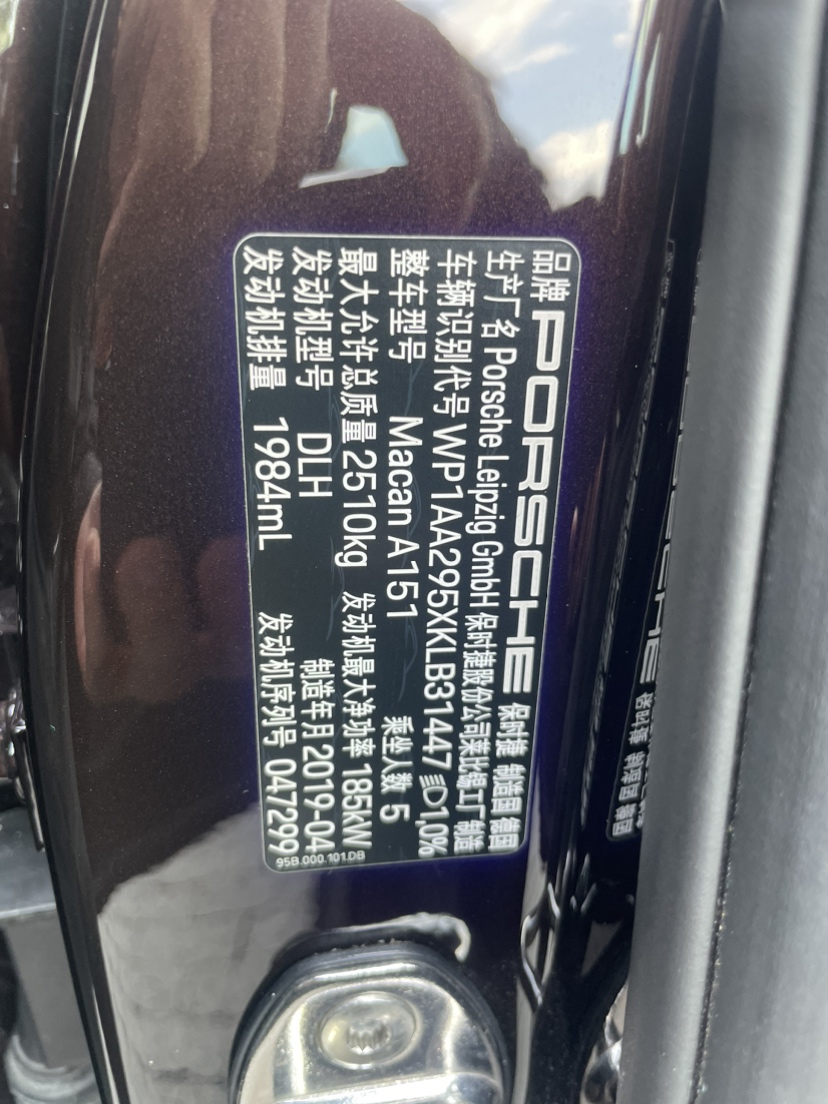 品牌 PORSCHE 保时捷 制造国 德国
生产厂名 Porsche Leipzig GmbH 保时捷股份公司莱比锡工厂制造
车辆识别代号 WP1AA295XKLB31447 1,0%
整车型号 Macan A151 乘坐人数 5
最大允许总质量 2510kg 发动机最大净功率 185kW
发动机型号 DLH 制造年月 2019-04
发动机排量 1984mL 发动机序列号 047299
95B.000.101.DB